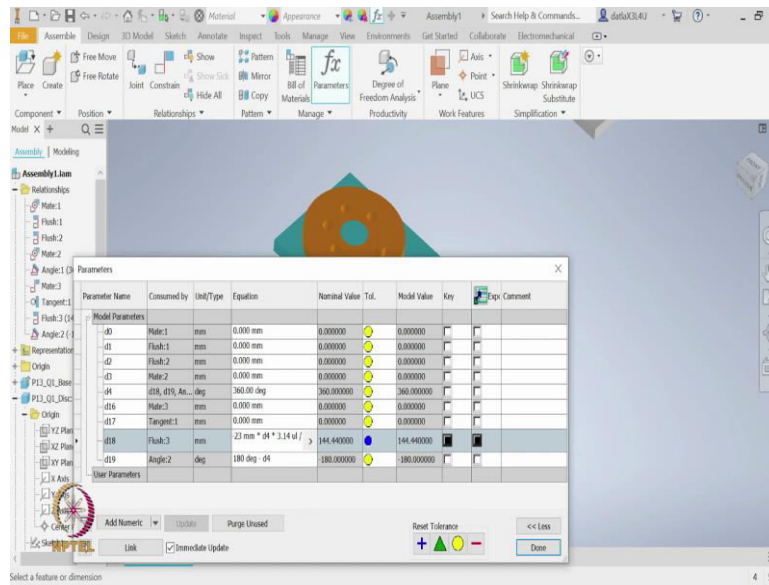 Material Appearance Assembly1 Search Help & Commands... datlaX3L4U
File Assemble Design 3D Model Sketch Annotate Inspect Tools Manage View Environments Get Started Collaborate Electromechanical
Place Create Free Move Free Rotate Joint Constrain Show Show Sick Hide All Pattern Mirror Copy Bill of Materials fx Parameters Degree of Freedom Analysis Plane Axis Point UCS Shrinkwrap Shrinkwrap Substitute
Component Position Relationships Pattern Manage Productivity Work Features Simplification
Model X +
Assembly | Modeling
Assembly1.iam
Relationships
Mate:1
Flush:1
Flush:2
Mate:2
Angle:1 (3
Mate:3
Tangent:1
Flush:3 (14
Angle:2 (-1
Representation
Origin
P13_Q1_Base
P13_Q1_Disc:
Origin
YZ Plan
XZ Plan
XY Plan
X Axis
Center
Parameters X
Parameter Name Consumed by Unit/Type Equation Nominal Value Tol. Model Value Key Expc Comment
Model Parameters
d0 Mate:1 mm 0.000 mm 0.000000 0.000000
d1 Flush:1 mm 0.000 mm 0.000000 0.000000
d2 Flush:2 mm 0.000 mm 0.000000 0.000000
d3 Mate:2 mm 0.000 mm 0.000000 0.000000
d4 d18, d19, An... deg 360.00 deg 360.000000 360.000000
d16 Mate:3 mm 0.000 mm 0.000000 0.000000
d17 Tangent:1 mm 0.000 mm 0.000000 0.000000
d18 Flush:3 mm -23 mm * d4 * 3.14 ul / > 144.440000 144.440000
d19 Angle:2 deg 180 deg - d4 -180.000000 -180.000000
User Parameters
Add Numeric Update Purge Unused Reset Tolerance << Less
Link Immediate Update Done
NPTEL
Select a feature or dimension 4